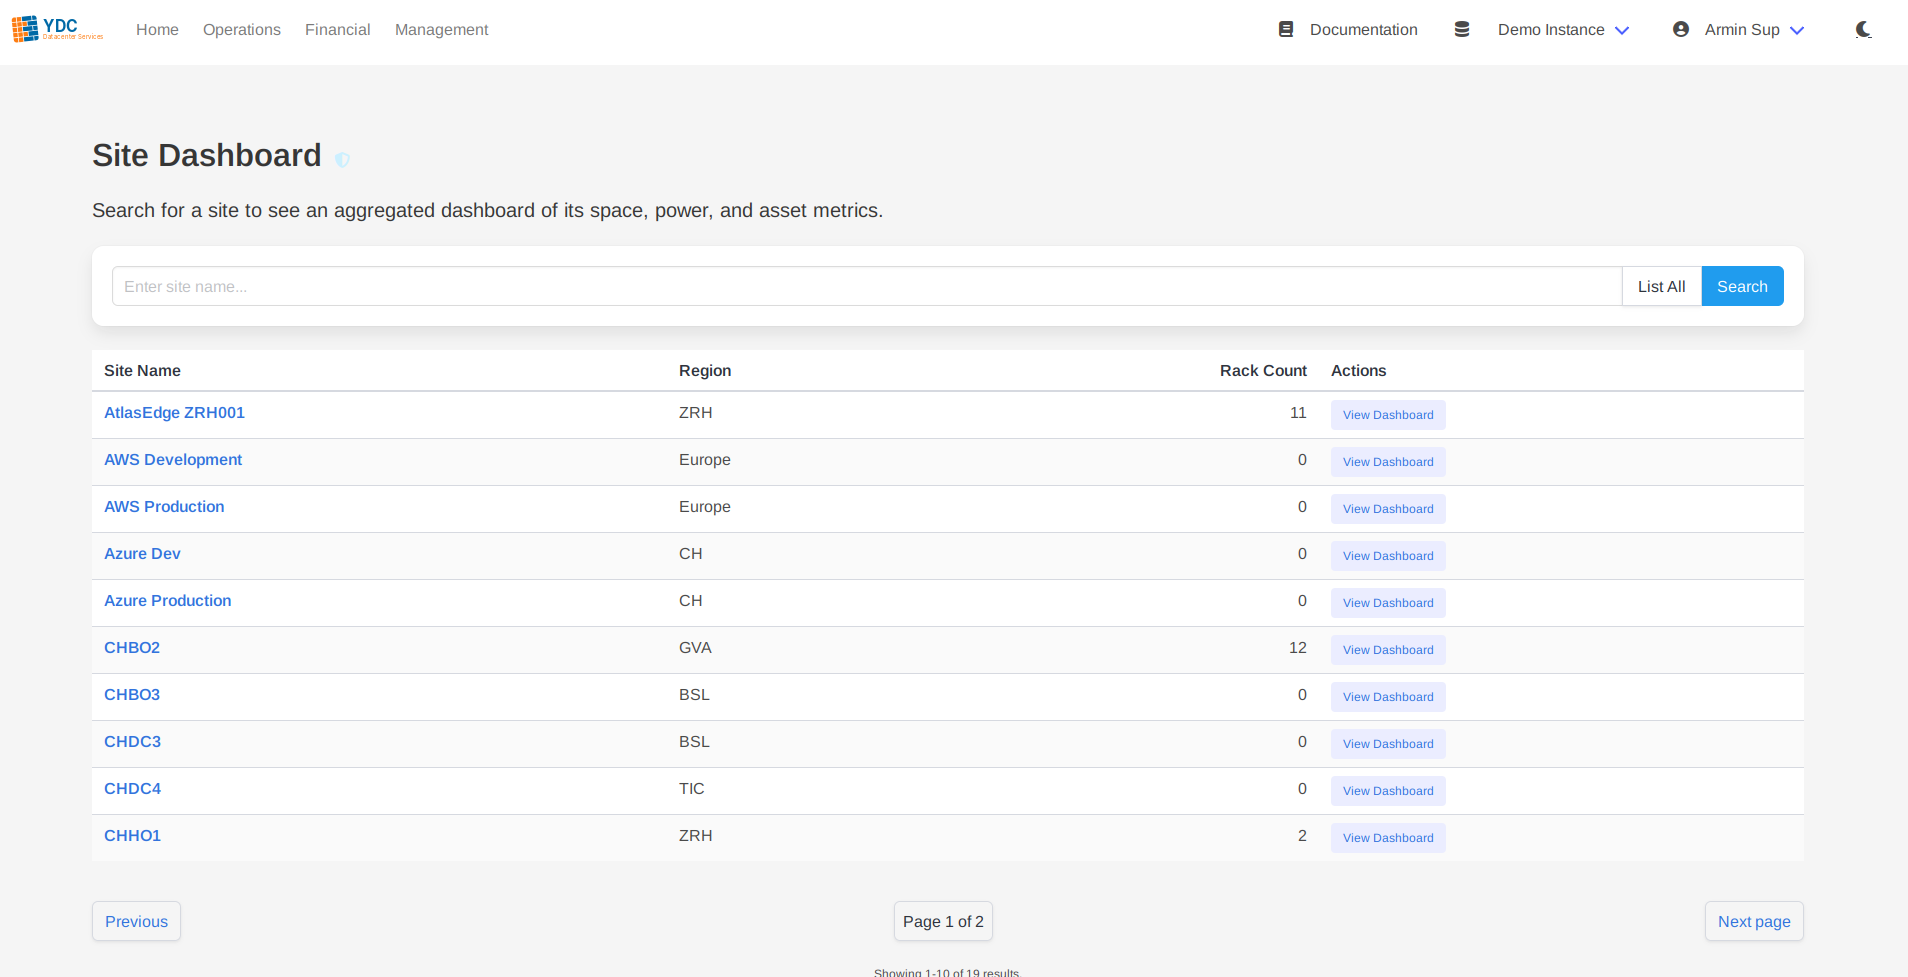 YDC
Datacenter Services
Home Operations Financial Management
Documentation Demo Instance Armin Sup
Site Dashboard
Search for a site to see an aggregated dashboard of its space, power, and asset metrics.
Enter site name... List All Search
Site Name Region Rack Count Actions
AtlasEdge ZRH001 ZRH 11 View Dashboard
AWS Development Europe 0 View Dashboard
AWS Production Europe 0 View Dashboard
Azure Dev CH 0 View Dashboard
Azure Production CH 0 View Dashboard
CHBO2 GVA 12 View Dashboard
CHBO3 BSL 0 View Dashboard
CHDC3 BSL 0 View Dashboard
CHDC4 TIC 0 View Dashboard
CHHO1 ZRH 2 View Dashboard
Previous Page 1 of 2 Next page
Showing 1-10 of 19 results.